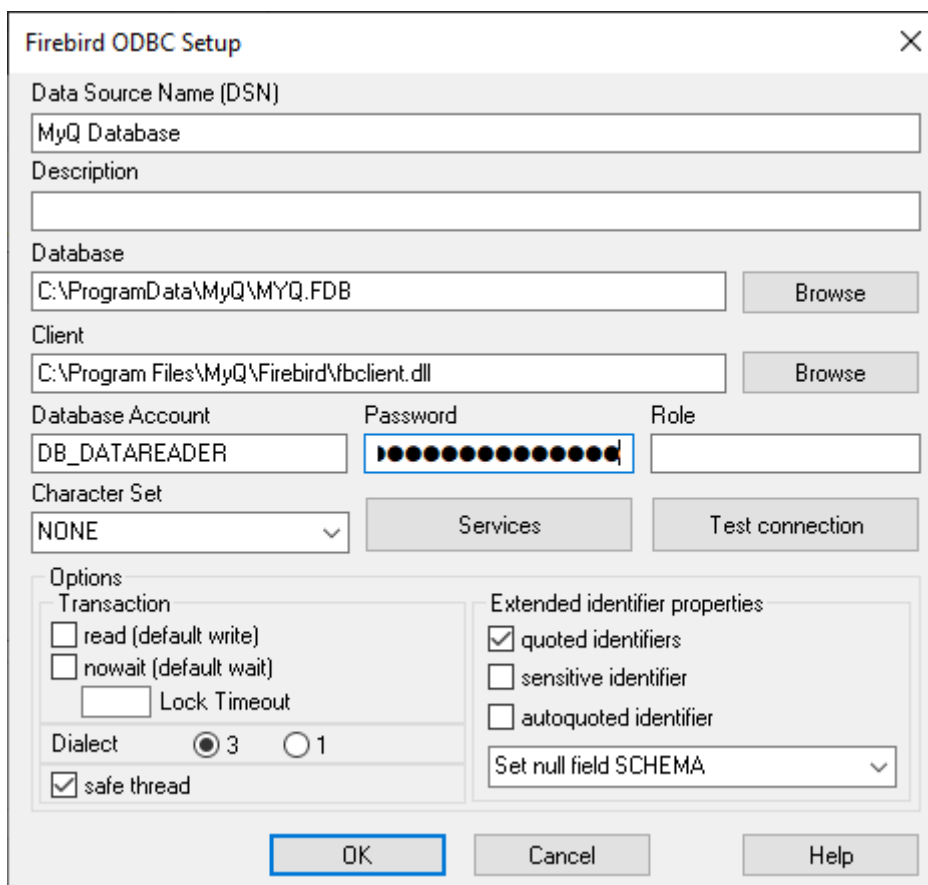 Firebird ODBC Setup
Data Source Name (DSN)
MyQ Database
Description
Database
C:\ProgramData\MyQ\MYQ.FDB
Browse
Client
C:\Program Files\MyQ\Firebird\fbclient.dll
Browse
Database Account
Password
Role
DB_DATAREADER
Character Set
NONE
Services
Test connection
Options
Transaction
Extended identifier properties
read (default write)
quoted identifiers
nowait (default wait)
sensitive identifier
Lock Timeout
autoquoted identifier
Dialect 3 1
Set null field SCHEMA
safe thread
OK
Cancel
Help